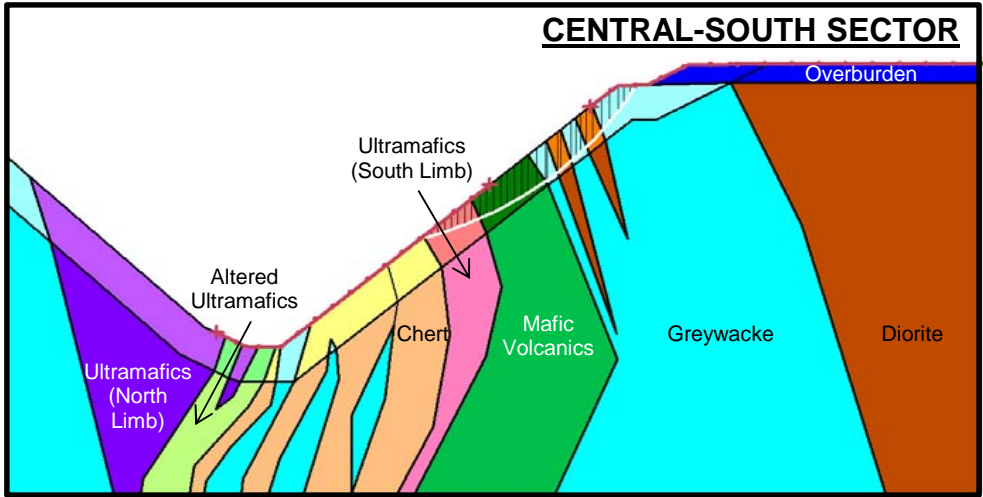 CENTRAL-SOUTH SECTOR
Overburden
Ultramafics
(South Limb)
Altered
Ultramafics
Chert
Mafic
Volcanics
Greywacke
Diorite
Ultramafics
(North
Limb)